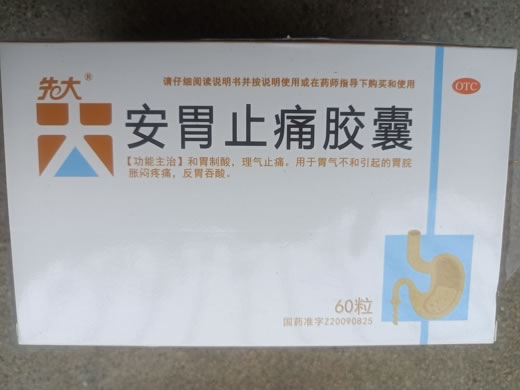 先大®
请仔细阅读说明书并按说明使用或在药师指导下购买和使用
OTC
安胃止痛胶囊
【功能主治】和胃制酸，理气止痛。用于胃气不和引起的胃脘
胀闷疼痛，反胃吞酸。
60粒
国药准字Z20090825